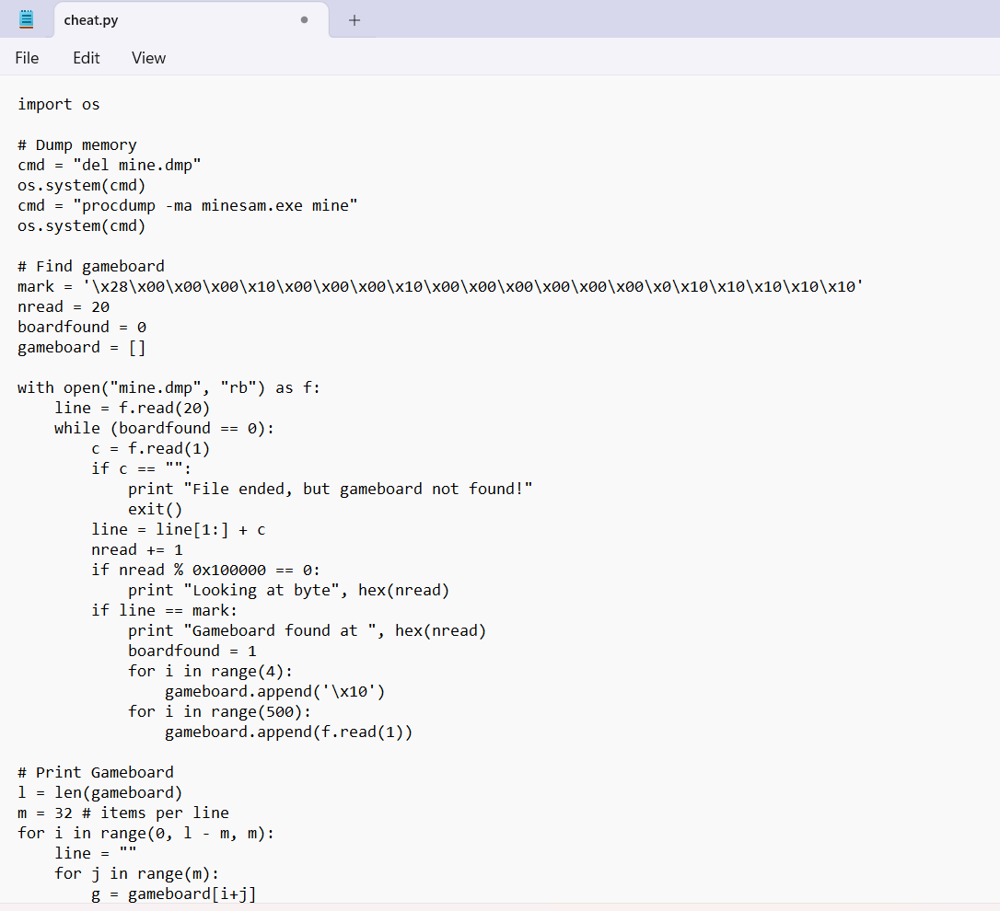 cheat.py
File Edit View
import os
# Dump memory
cmd = "del mine.dmp"
os.system(cmd)
cmd = "procdump -ma minesam.exe mine"
os.system(cmd)
# Find gameboard
mark = '\x28\x00\x00\x00\x10\x00\x00\x00\x10\x00\x00\x00\x00\x00\x00\x0\x10\x10\x10\x10\x10'
nread = 20
boardfound = 0
gameboard = []
with open("mine.dmp", "rb") as f:
    line = f.read(20)
    while (boardfound == 0):
        c = f.read(1)
        if c == "":
            print "File ended, but gameboard not found!"
            exit()
        line = line[1:] + c
        nread += 1
        if nread % 0x100000 == 0:
            print "Looking at byte", hex(nread)
        if line == mark:
            print "Gameboard found at ", hex(nread)
            boardfound = 1
            for i in range(4):
                gameboard.append('\x10')
            for i in range(500):
                gameboard.append(f.read(1))
# Print Gameboard
l = len(gameboard)
m = 32 # items per line
for i in range(0, l - m, m):
    line = ""
    for j in range(m):
        g = gameboard[i+j]